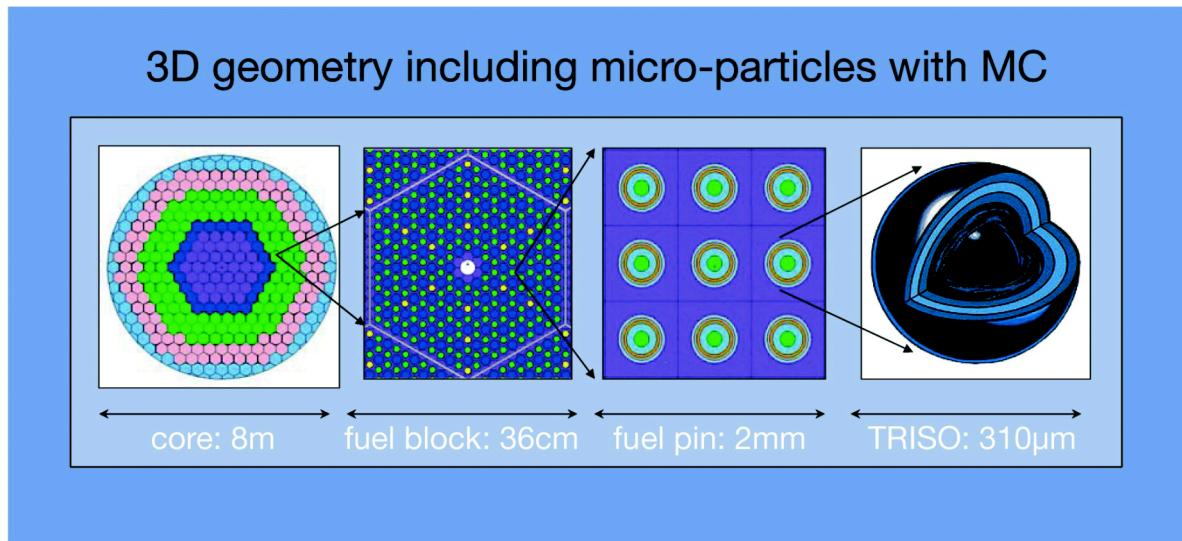 3D geometry including micro-particles with MC
core: 8m
fuel block: 36cm
fuel pin: 2mm
TRISO: 310μm